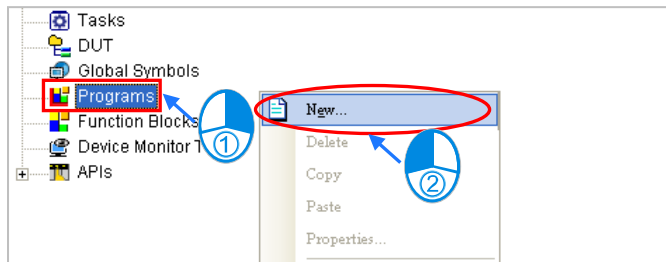 Tasks
DUT
Global Symbols
Programs
Function Blocks
Device Monitor
APIs
1
New...
Delete
2
Copy
Paste
Properties...